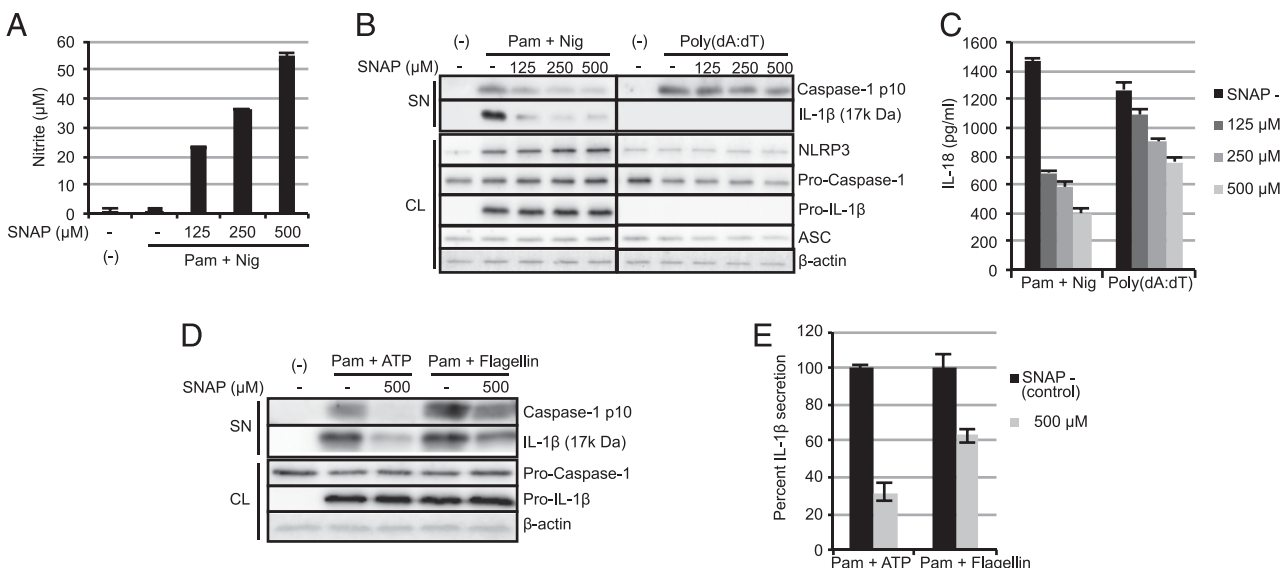 A
Nitrite (µM)
60
50
40
30
20
10
0
SNAP (µM) - - 125 250 500
(-) Pam + Nig
B
(-) Pam + Nig (-) Poly(dA:dT)
SNAP (µM) - - 125 250 500 - - 125 250 500
SN
Caspase-1 p10
IL-1β (17k Da)
CL
NLRP3
Pro-Caspase-1
Pro-IL-1β
ASC
β-actin
C
IL-18 (pg/ml)
1600
1400
1200
1000
800
600
400
200
0
Pam + Nig Poly(dA:dT)
SNAP -
125 µM
250 µM
500 µM
D
(-) Pam + ATP Pam + Flagellin
SNAP (µM) - - 500 - 500
SN
Caspase-1 p10
IL-1β (17k Da)
CL
Pro-Caspase-1
Pro-IL-1β
β-actin
E
Percent IL-1β secretion
120
100
80
60
40
20
0
Pam + ATP Pam + Flagellin
SNAP -
(control)
500 µM